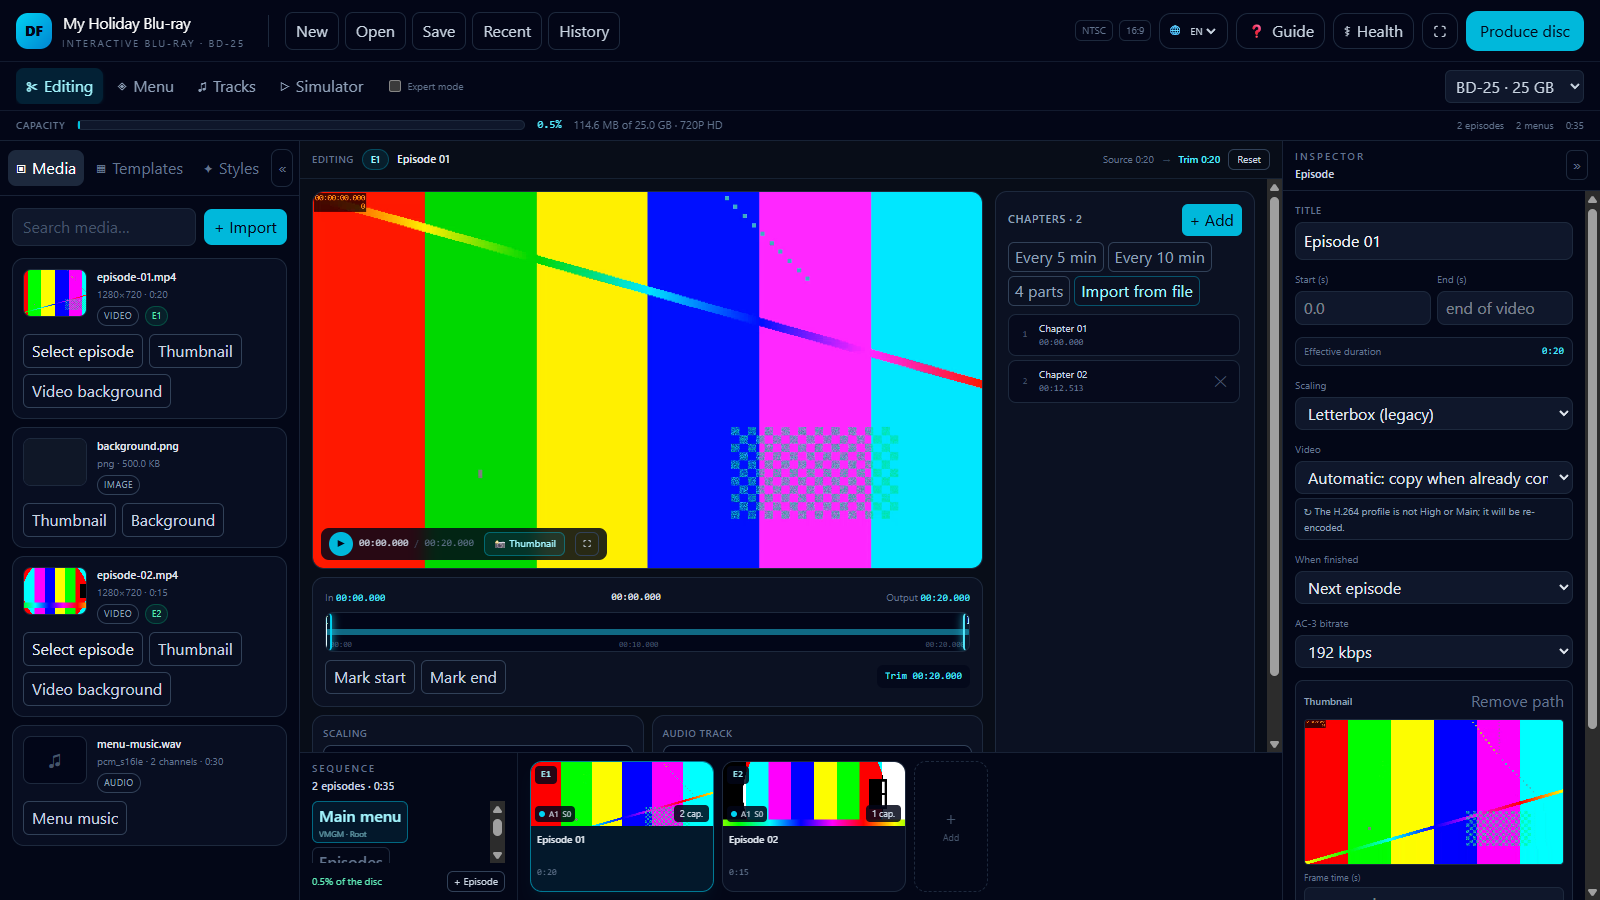 DF
My Holiday Blu-ray
INTERACTIVE BLU-RAY · BD-25
New
Open
Save
Recent
History
NTSC
16:9
EN
Guide
Health
Produce disc
Editing
Menu
Tracks
Simulator
Expert mode
BD-25 · 25 GB
CAPACITY
0.5%
114.6 MB of 25.0 GB · 720P HD
2 episodes
2 menus
0:35
Media
Templates
Styles
«
Search media...
+ Import
episode-01.mp4
1280×720 · 0:20
VIDEO
E1
Select episode
Thumbnail
Video background
background.png
png · 500.0 KB
IMAGE
Thumbnail
Background
episode-02.mp4
1280×720 · 0:15
VIDEO
E2
Select episode
Thumbnail
Video background
menu-music.wav
pcm_s16le · 2 channels · 0:30
AUDIO
Menu music
EDITING
E1
Episode 01
Source 0:20
→
Trim 0:20
Reset
00:00:00.000
0
00:00.000 / 00:20.000
Thumbnail
In 00:00.000
00:00.000
Output 00:20.000
00:10.000
Mark start
Mark end
Trim 00:20.000
SCALING
AUDIO TRACK
CHAPTERS · 2
+ Add
Every 5 min
Every 10 min
4 parts
Import from file
1
Chapter 01
00:00.000
2
Chapter 02
00:12.513
SEQUENCE
2 episodes · 0:35
Main menu
VMGM · Root
Episodes
0.5% of the disc
+ Episode
E1
A1 S0
2 cap.
Episode 01
0:20
E2
A1 S0
1 cap.
Episode 02
0:15
+
Add
INSPECTOR
Episode
»
TITLE
Episode 01
Start (s)
End (s)
0.0
end of video
Effective duration
0:20
Scaling
Letterbox (legacy)
Video
Automatic: copy when already cor
↻ The H.264 profile is not High or Main; it will be re-
encoded.
When finished
Next episode
AC-3 bitrate
192 kbps
Thumbnail
Remove path
Frame time (s)